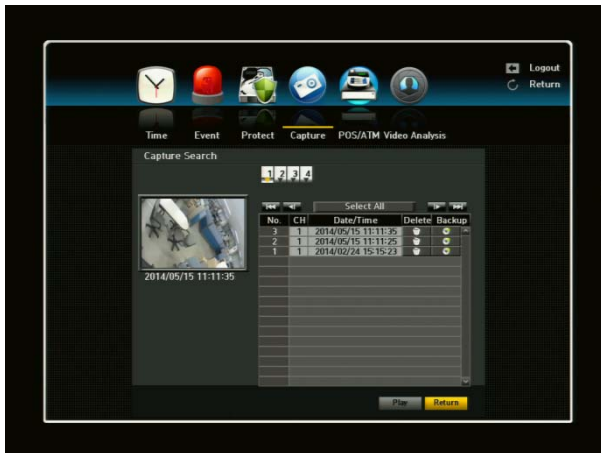 Logout
Return
Time Event Protect Capture POS/ATM Video Analysis
Capture Search
1 2 3 4
Select All
No. CH Date/Time Delete Backup
3 1 2014/05/15 11:11:35
2 1 2014/05/15 11:11:25
1 1 2014/02/24 15:15:23
2014/05/15 11:11:35
Play Return